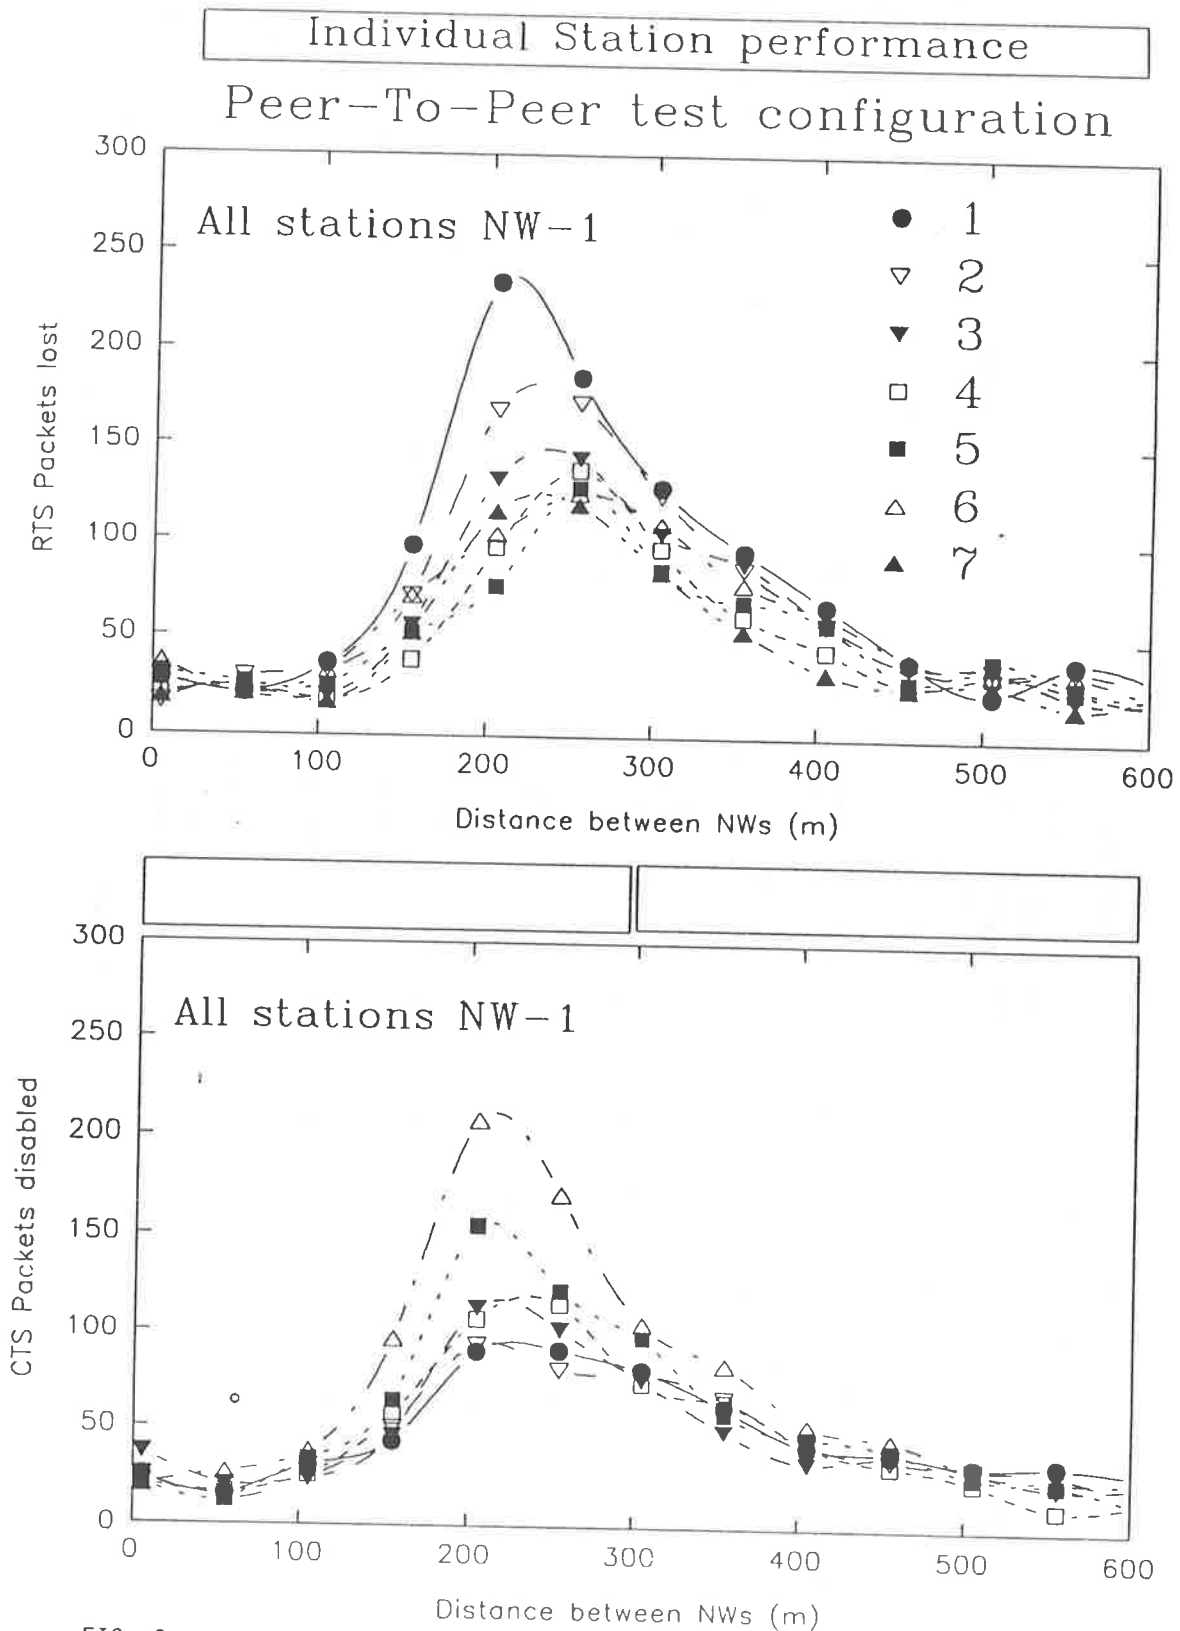 Individual Station performance
Peer-To-Peer test configuration
300
250
200
150
100
50
0
RTS Packets lost
All stations NW-1
1
2
3
4
5
6
7
0 100 200 300 400 500 600
Distance between NWs (m)
300
250
200
150
100
50
0
CTS Packets disabled
All stations NW-1
0 100 200 300 400 500 600
Distance between NWs (m)